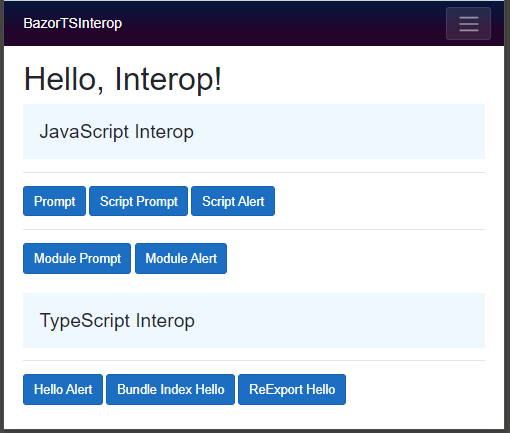 BazorTSInterop
Hello, Interop!
JavaScript Interop
Prompt Script Prompt Script Alert
Module Prompt Module Alert
TypeScript Interop
Hello Alert Bundle Index Hello ReExport Hello